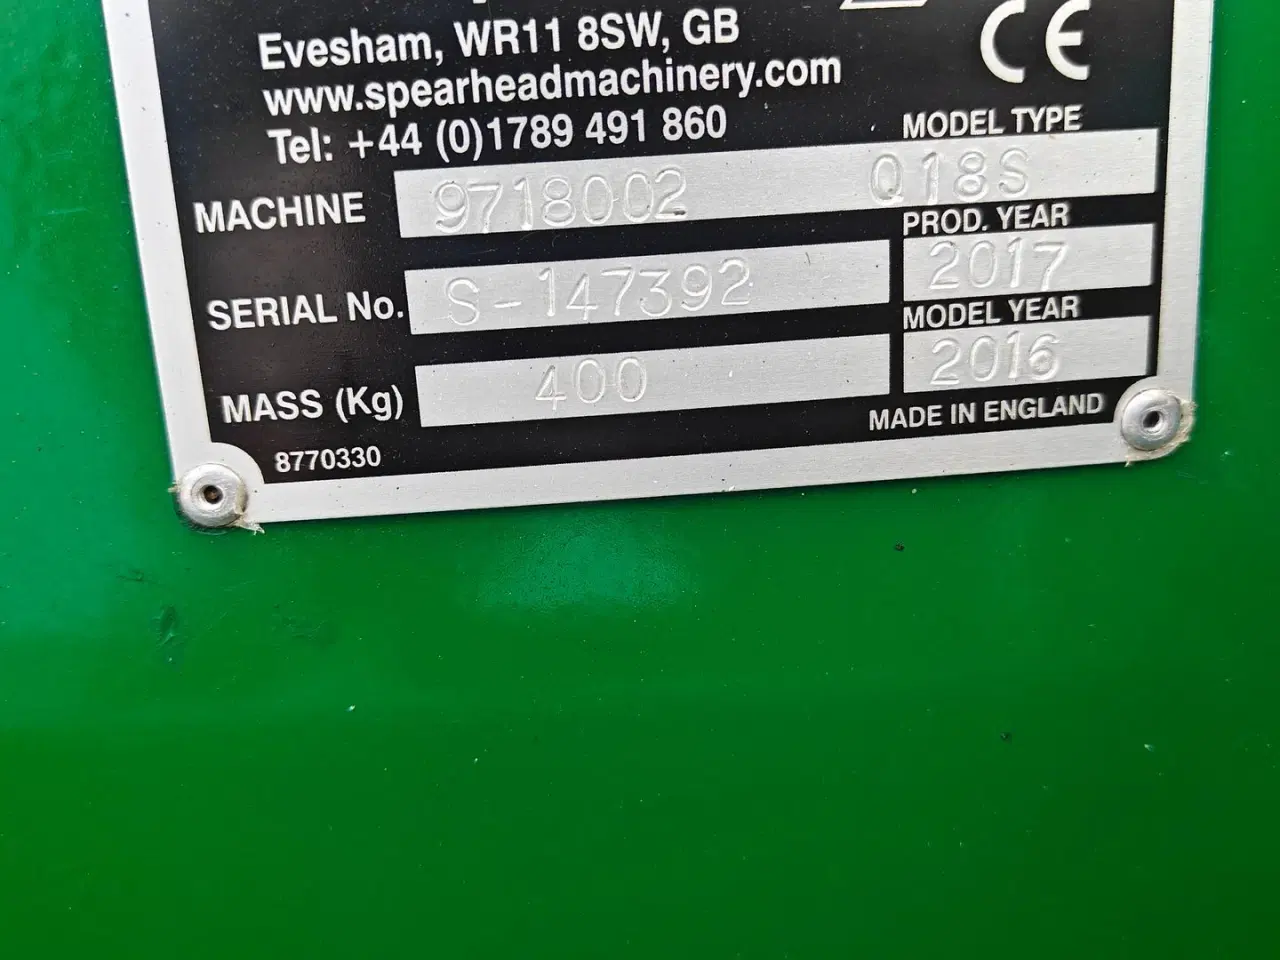 Evesham, WR11 8SW, GB
www.spearheadmachinery.com
Tel: +44 (0)1789 491 860
CE
MODEL TYPE
MACHINE 9718002 Q18S
PROD. YEAR
SERIAL No. S-147392 2017
MODEL YEAR
MASS (Kg) 400 2016
MADE IN ENGLAND
8770330